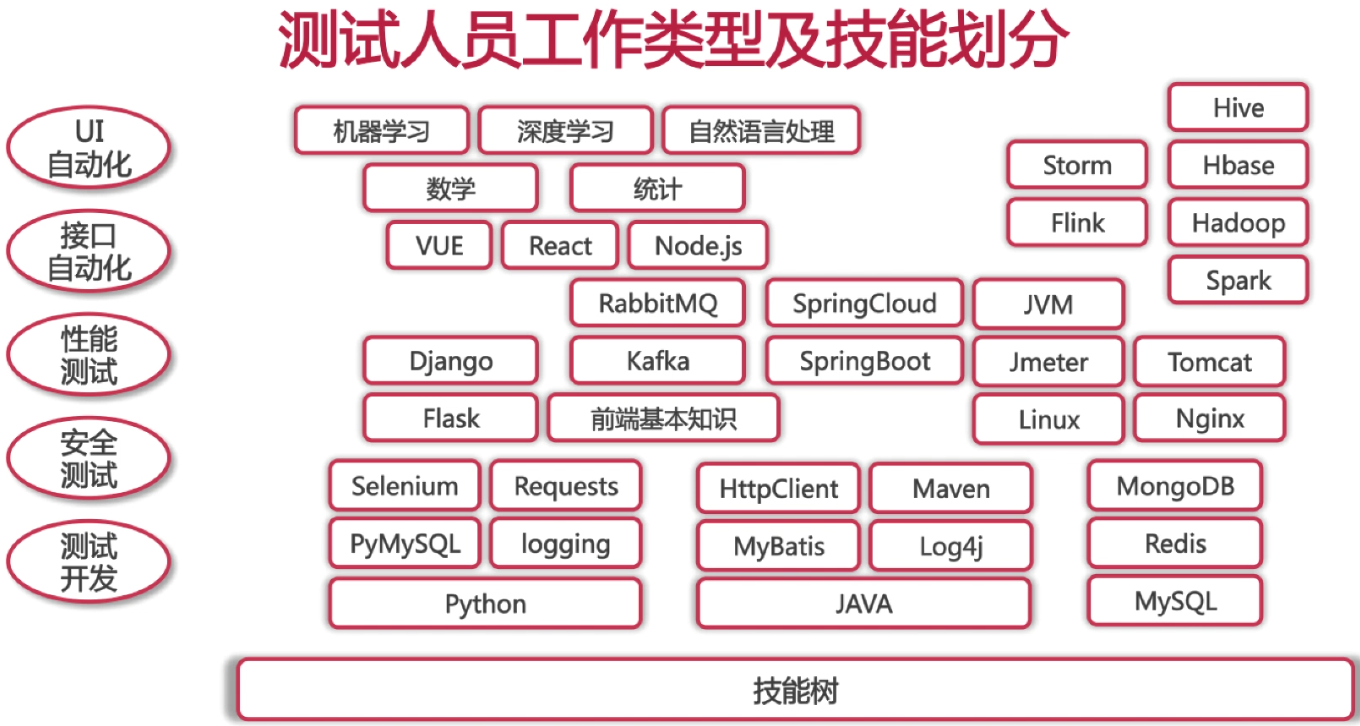 测试人员工作类型及技能划分
UI
自动化
接口
自动化
性能
测试
安全
测试
测试
开发
机器学习
深度学习
自然语言处理
数学
统计
VUE
React
Node.js
Storm
Flink
Hive
Hbase
Hadoop
Spark
RabbitMQ
SpringCloud
JVM
Django
Kafka
SpringBoot
Jmeter
Tomcat
Flask
前端基本知识
Linux
Nginx
Selenium
Requests
HttpClient
Maven
MongoDB
PyMySQL
logging
MyBatis
Log4j
Redis
Python
JAVA
MySQL
技能树